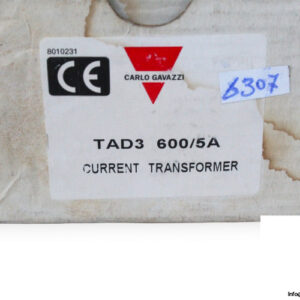 8010231
CE
CARLO GAVAZZI
6307
TAD3 600/5A
CURRENT TRANSFORMER